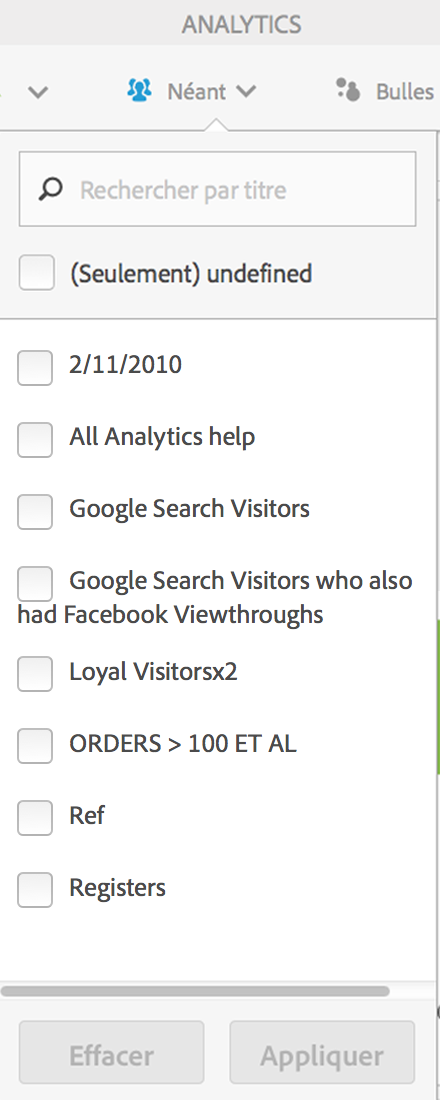 ANALYTICS
Néant
Bulles
Rechercher par titre
(Seulement) undefined
2/11/2010
All Analytics help
Google Search Visitors
Google Search Visitors who also
had Facebook Viewthroughs
Loyal Visitorsx2
ORDERS > 100 ET AL
Ref
Registers
Effacer
Appliquer